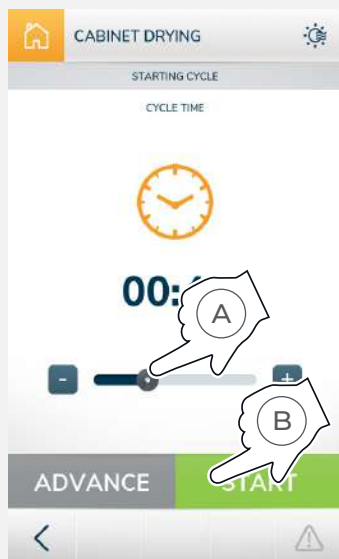 CABINET DRYING
STARTING CYCLE
CYCLE TIME
00:
A
- +
B
ADVANCE START